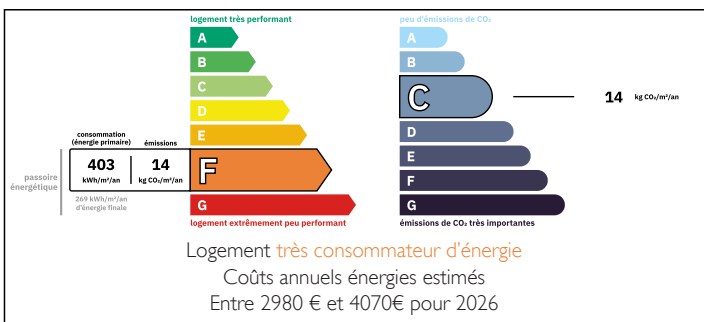 logement très performant
A
B
C
D
E
consommation
(énergie primaire)
émissions
403
kWh/m²/an
14
kg CO₂/m²/an
F
passoire
énergétique
269 kWh/m²/an
d'énergie finale
G
logement extrêmement peu performant
peu d'émissions de CO₂
A
B
C
14 kg CO₂/m²/an
D
E
F
G
émissions de CO₂ très importantes
Logement très consommateur d'énergie
Coûts annuels énergies estimés
Entre 2980 € et 4070€ pour 2026